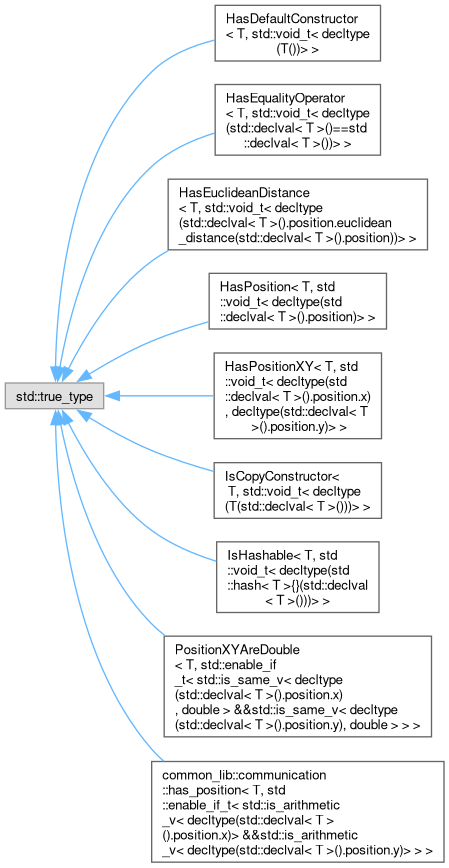 HasDefaultConstructor
< T, std::void_t< decltype
(T())> >
HasEqualityOperator
< T, std::void_t< decltype
(std::declval< T >()==std
::declval< T >())> >
HasEuclideanDistance
< T, std::void_t< decltype
(std::declval< T >().position.euclidean
_distance(std::declval< T >().position))> >
HasPosition< T, std
::void_t< decltype(std
::declval< T >().position)> >
std::true_type
HasPositionXY< T, std
::void_t< decltype(std
::declval< T >().position.x)
, decltype(std::declval< T
>().position.y)> >
IsCopyConstructor<
T, std::void_t< decltype
(T(std::declval< T >()))> >
IsHashable< T, std
::void_t< decltype(std
::hash< T >{}(std::declval
< T >()))> >
PositionXYAreDouble
< T, std::enable_if
_t< std::is_same_v< decltype
(std::declval< T >().position.x)
, double > &&std::is_same_v< decltype
(std::declval< T >().position.y), double > > >
common_lib::communication
::has_position< T, std
::enable_if_t< std::is_arithmetic
_v< decltype(std::declval< T >
().position.x)> &&std::is_arithmetic
_v< decltype(std::declval< T >().position.y)> > >